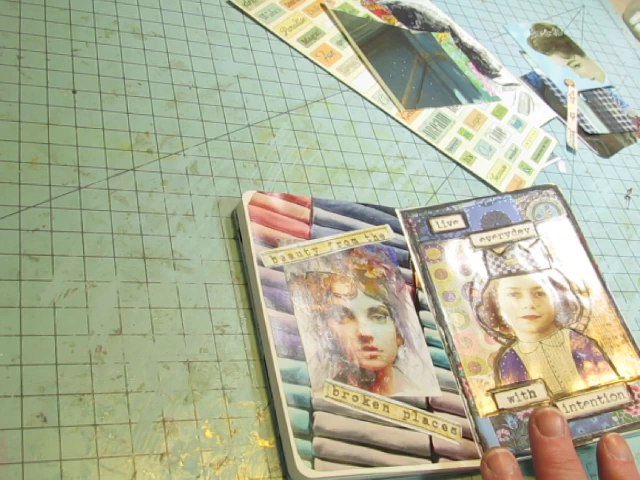 beauty from the
broken places
live
everyday
with
intention